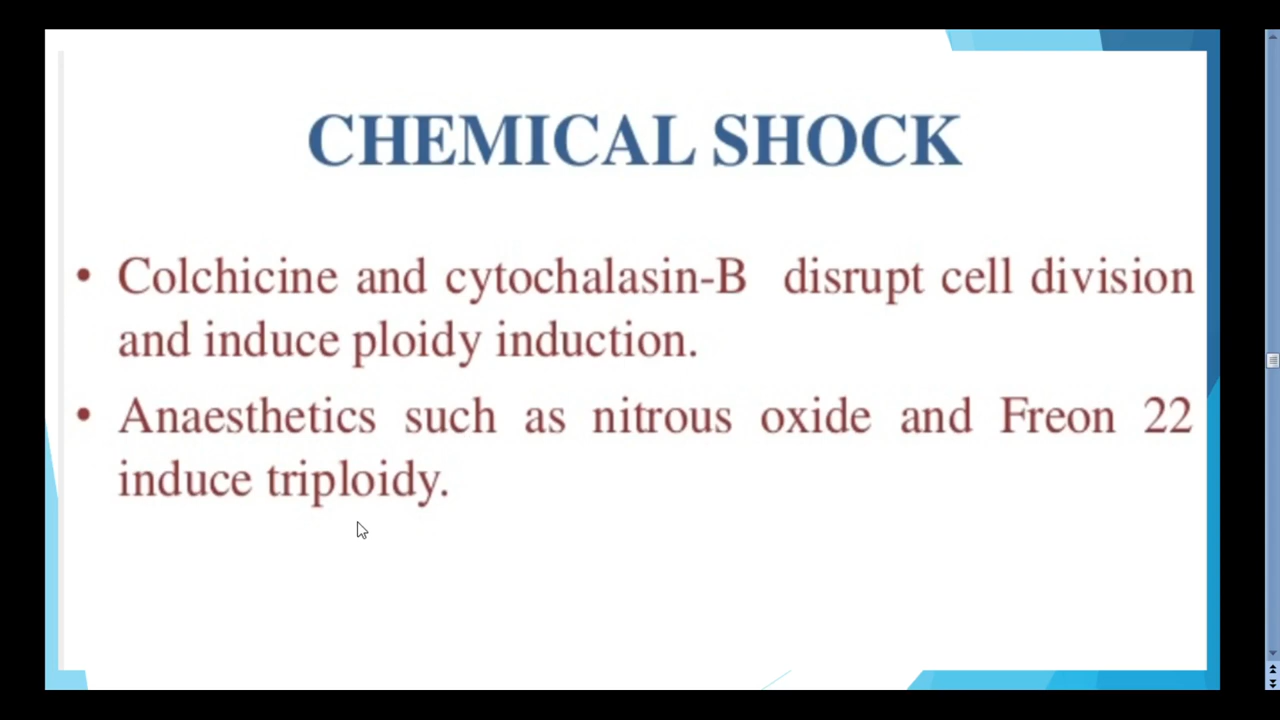 CHEMICAL SHOCK
• Colchicine and cytochalasin-B disrupt cell division
and induce ploidy induction.
• Anaesthetics such as nitrous oxide and Freon 22
induce triploidy.